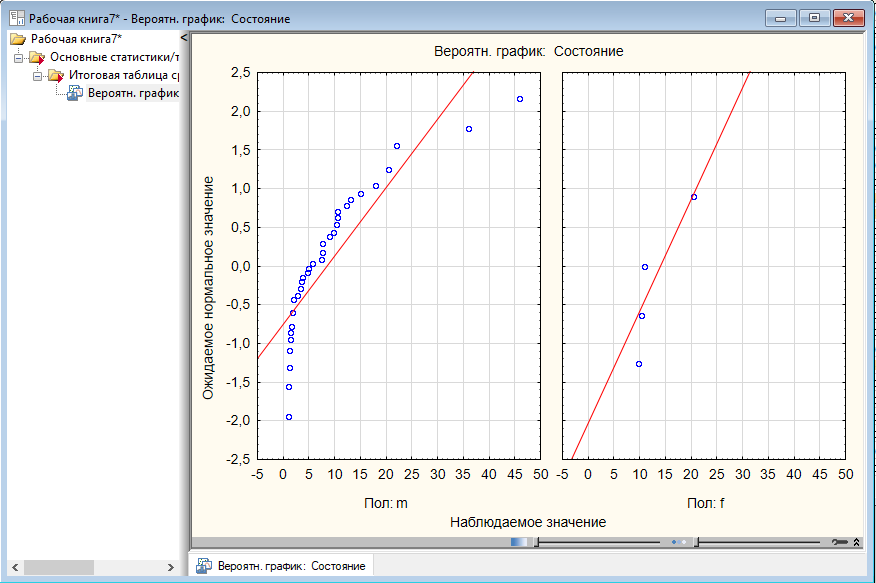 Рабочая книга7* - Вероятн. график:  Состояние
Рабочая книга7*
Основные статистики/т
Итоговая таблица ср
Вероятн. график
Вероятн. график:  Состояние
Ожидаемое нормальное значение
2,5
2,0
1,5
1,0
0,5
0,0
-0,5
-1,0
-1,5
-2,0
-2,5
-5 0 5 10 15 20 25 30 35 40 45 50
-5 0 5 10 15 20 25 30 35 40 45 50
Пол: m
Пол: f
Наблюдаемое значение
Вероятн. график:  Состояние